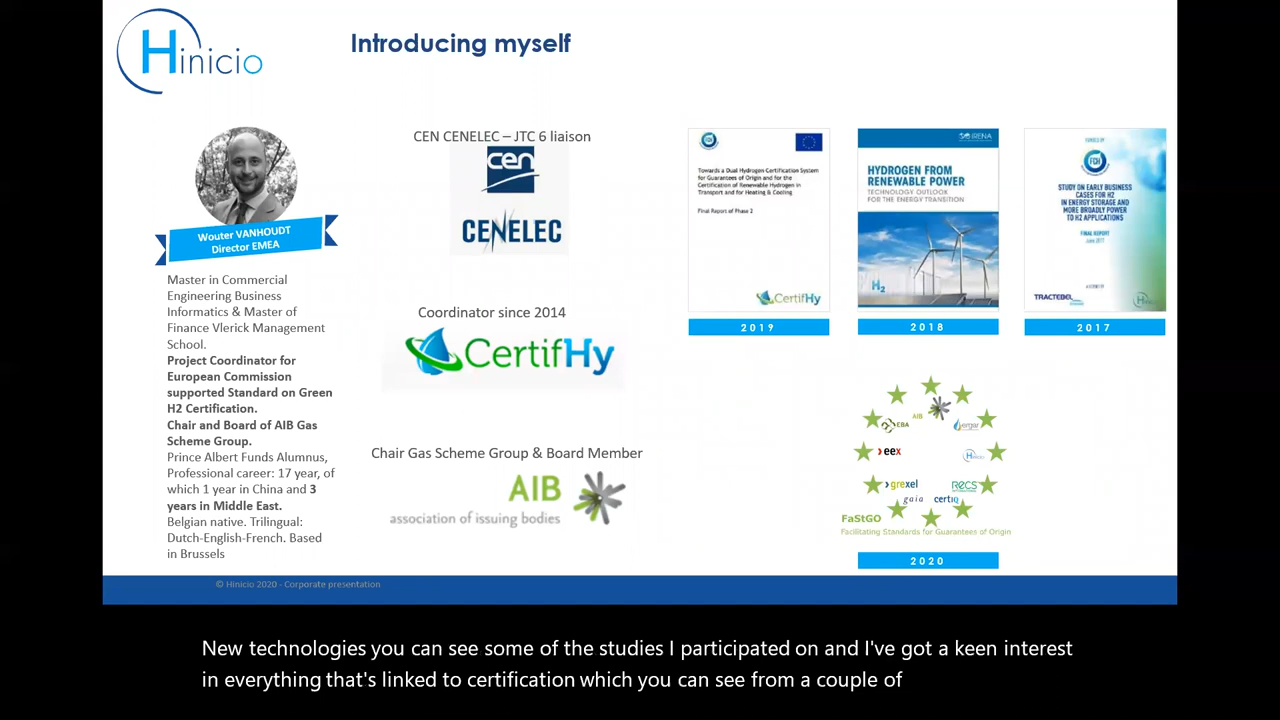 Hinicio
Introducing myself
Wouter VANHOUDT
Director EMEA
Master in Commercial
Engineering Business
Informatics & Master of
Finance Vlerick Management
School.
Project Coordinator for
European Commission
supported Standard on Green
H2 Certification.
Chair and Board of AIB Gas
Scheme Group.
Prince Albert Funds Alumnus,
Professional career: 17 year, of
which 1 year in China and 3
years in Middle East.
Belgian native. Trilingual:
Dutch-English-French. Based
in Brussels
CEN CENELEC – JTC 6 liaison
cen
CENELEC
Coordinator since 2014
CertifHy
Chair Gas Scheme Group & Board Member
AIB
association of issuing bodies
Towards a Dual Hydrogen Certification System
for Guarantees of Origin and for the
Certification of Renewable Hydrogen in
Transport and for Heating & Cooling
Final Report of Phase 2
CertifHy
2019
IRENA
HYDROGEN FROM
RENEWABLE POWER
TECHNOLOGY OUTLOOK
FOR THE ENERGY TRANSITION
H2
2018
FCH
STUDY ON EARLY BUSINESS
CASES FOR H2
IN ENERGY STORAGE AND
MORE BROADLY POWER
TO H2 APPLICATIONS
FINAL REPORT
June 2017
TRACTEBEL
2017
AIB
EBA
ergar
eex
Hinicio
grexel
RECS
gaia
certiq
FaStGO
Facilitating Standards for Guarantees of Origin
2020
© Hinicio 2020 - Corporate presentation
New technologies you can see some of the studies I participated on and I've got a keen interest
in everything that's linked to certification which you can see from a couple of